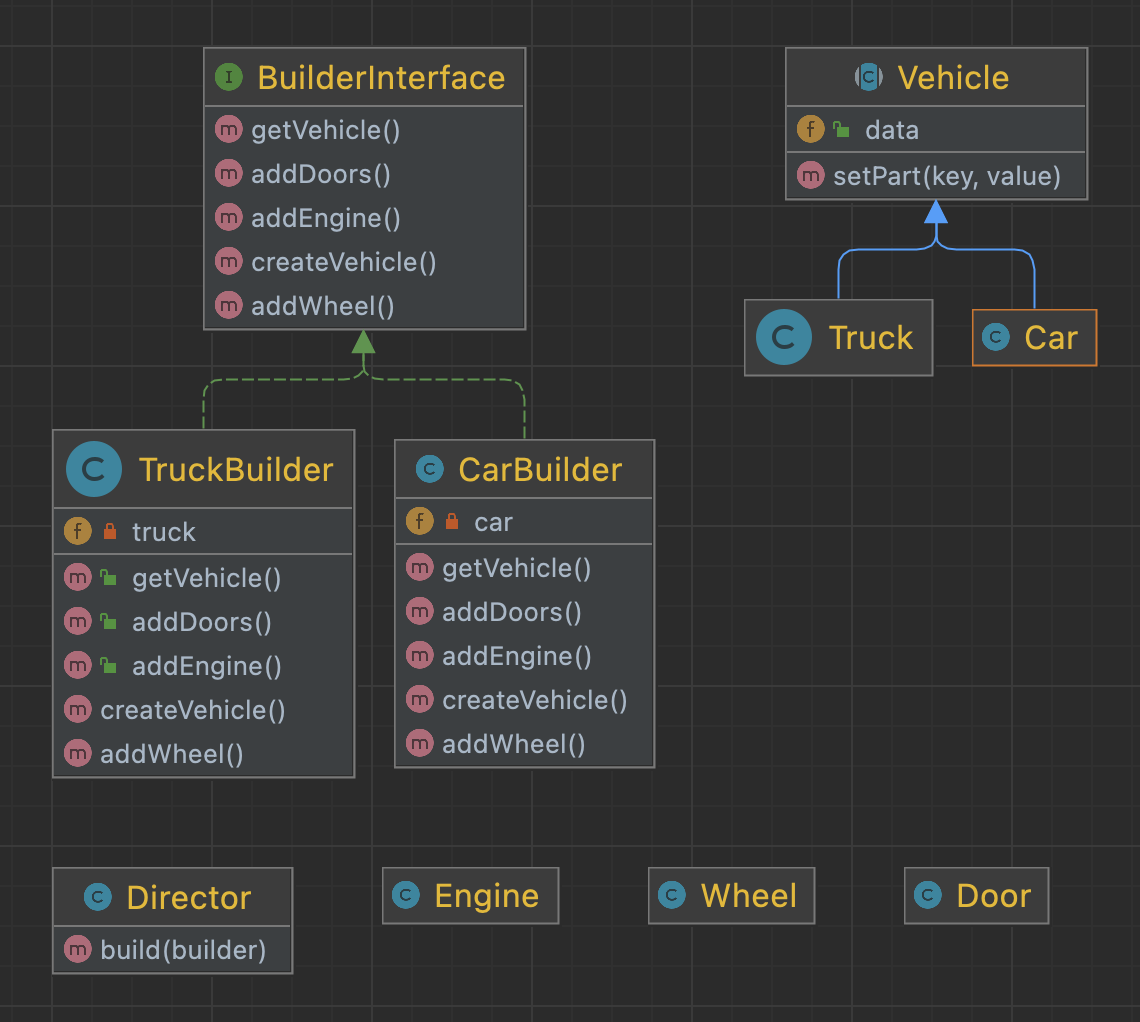 BuilderInterface
getVehicle()
addDoors()
addEngine()
createVehicle()
addWheel()
Vehicle
data
setPart(key, value)
Truck
Car
TruckBuilder
truck
getVehicle()
addDoors()
addEngine()
createVehicle()
addWheel()
CarBuilder
car
getVehicle()
addDoors()
addEngine()
createVehicle()
addWheel()
Director
build(builder)
Engine
Wheel
Door